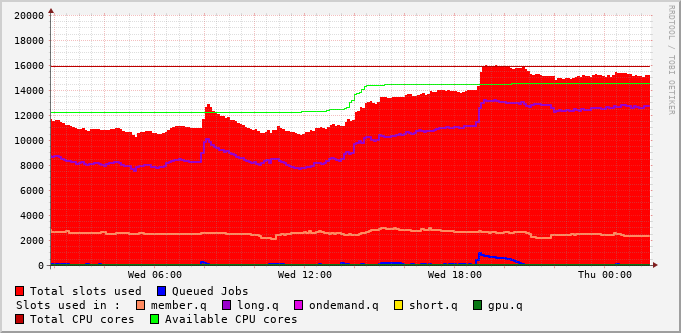 20000
18000
16000
14000
12000
10000
8000
6000
4000
2000
0
Wed 06:00 Wed 12:00 Wed 18:00 Thu 00:00
Total slots used Queued Jobs
Slots used in : member.q long.q ondemand.q short.q gpu.q
Total CPU cores Available CPU cores
RRDTOOL / TOBI OETIKER